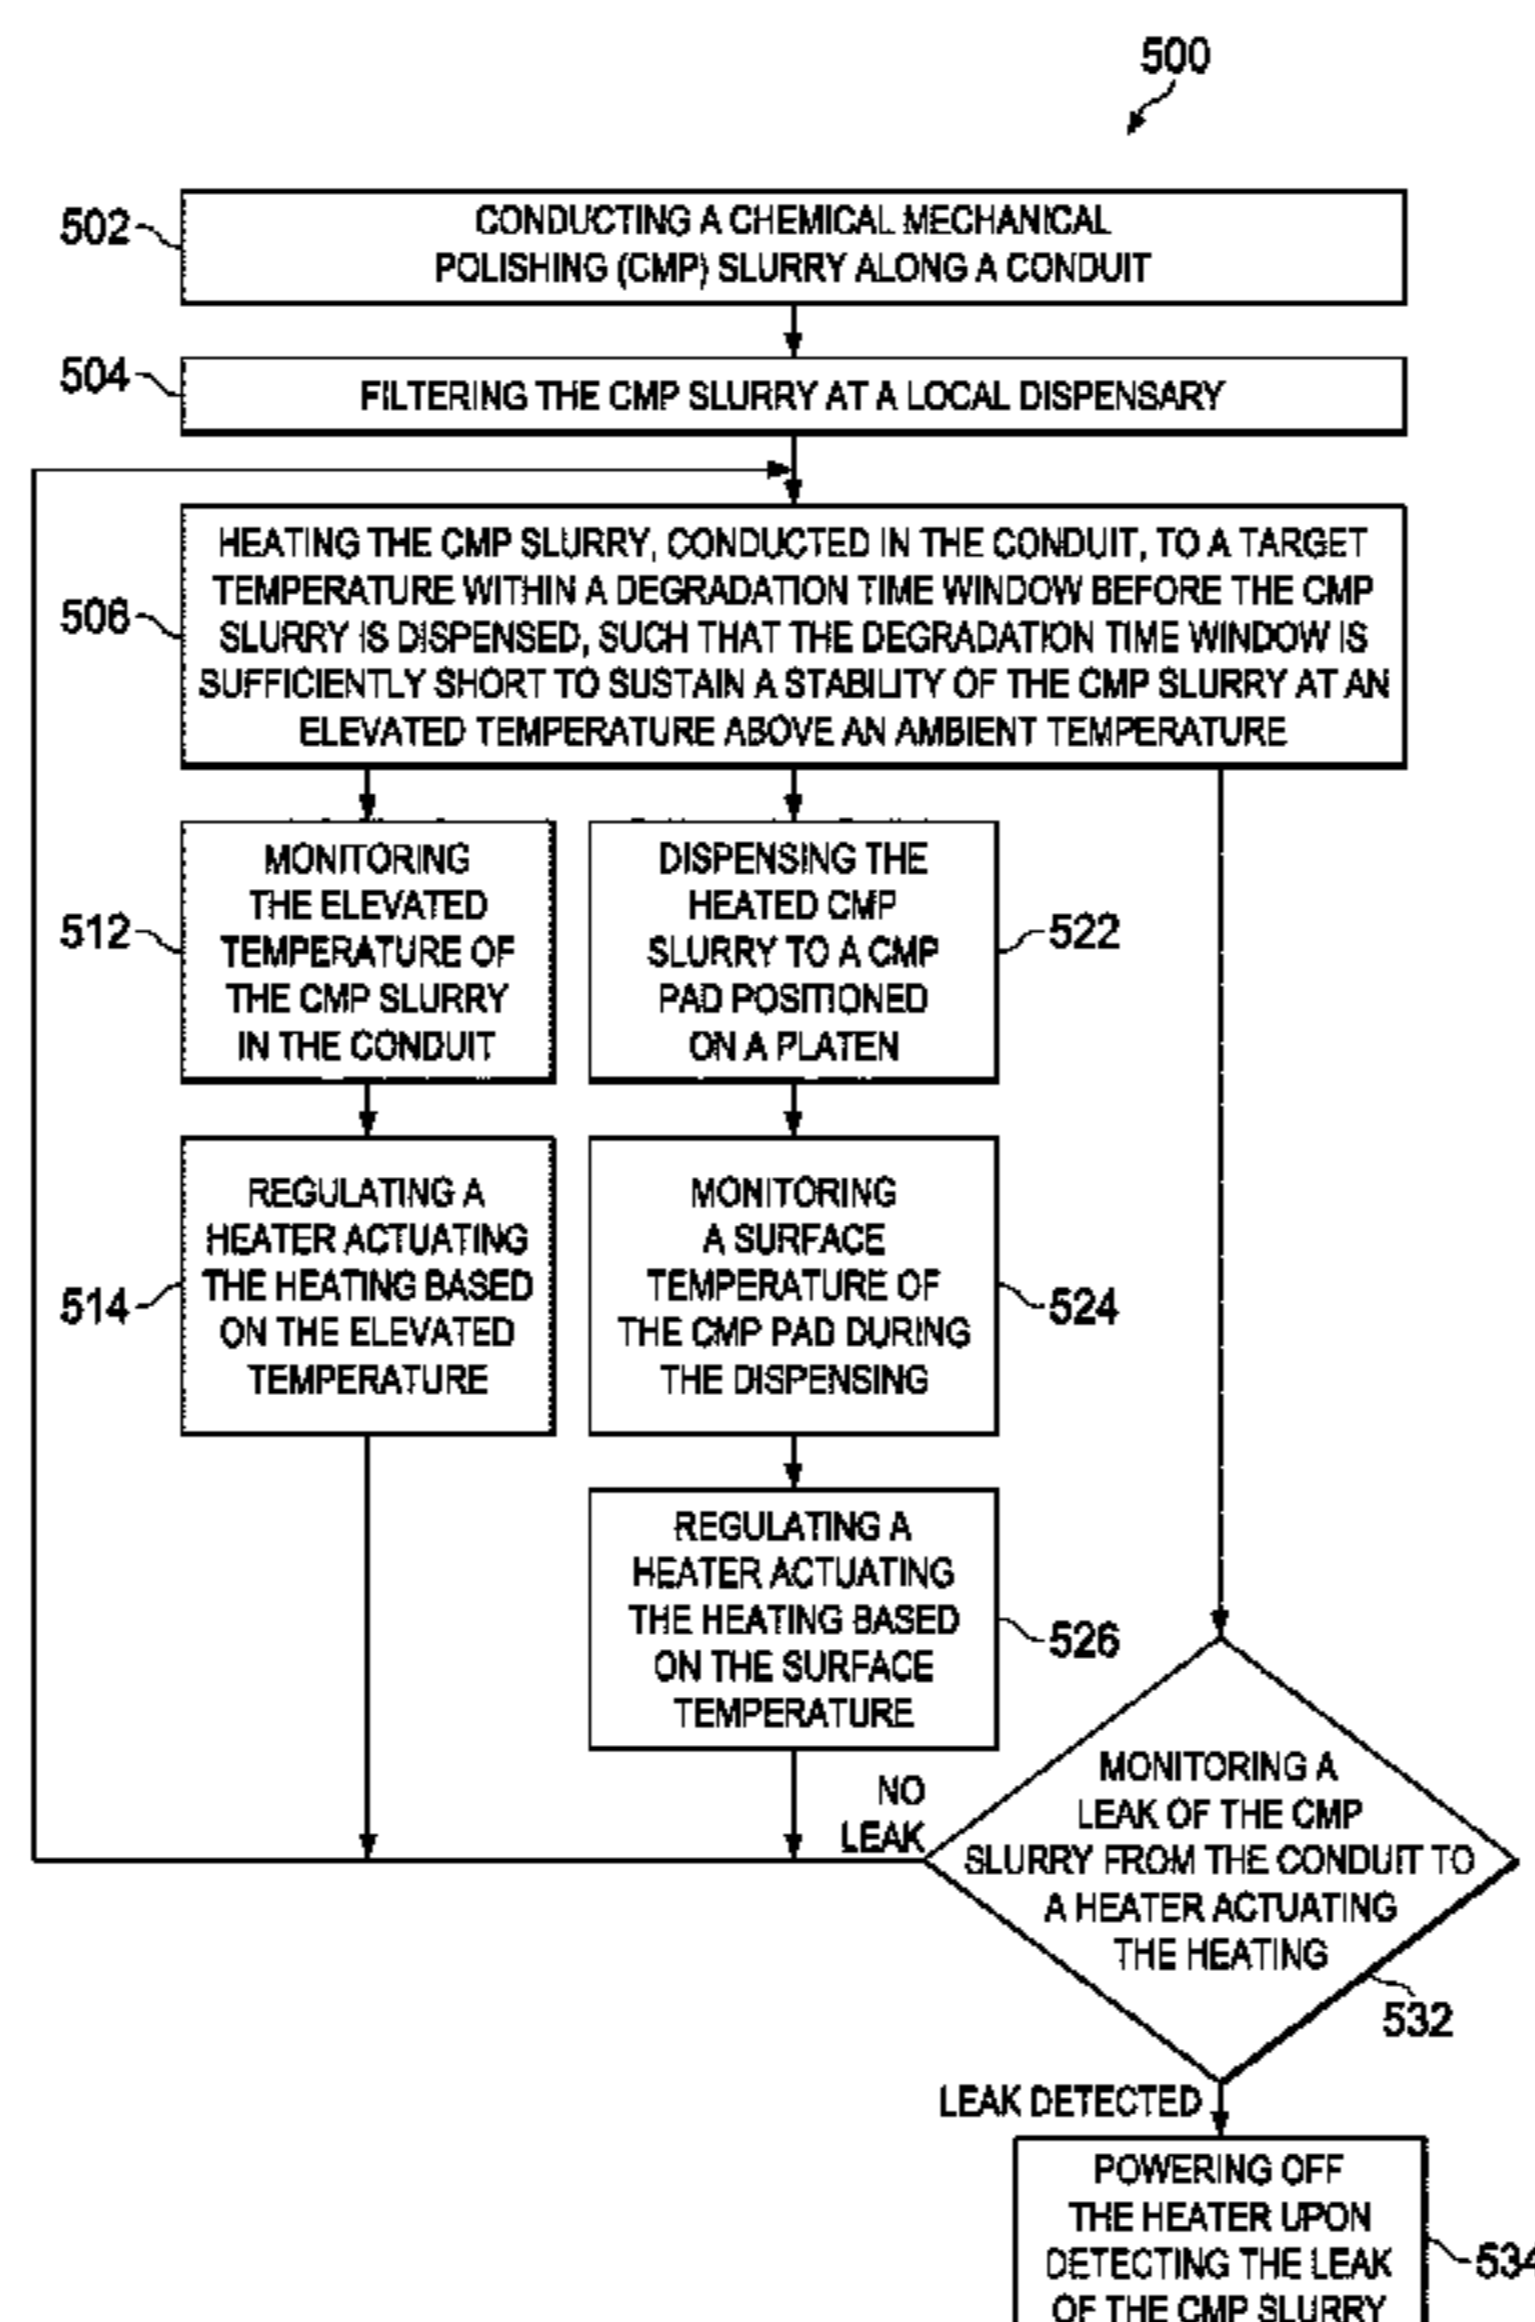 500
502
CONDUCTING A CHEMICAL MECHANICAL
POLISHING (CMP) SLURRY ALONG A CONDUIT
504
FILTERING THE CMP SLURRY AT A LOCAL DISPENSARY
506
HEATING THE CMP SLURRY, CONDUCTED IN THE CONDUIT, TO A TARGET
TEMPERATURE WITHIN A DEGRADATION TIME WINDOW BEFORE THE CMP
SLURRY IS DISPENSED, SUCH THAT THE DEGRADATION TIME WINDOW IS
SUFFICIENTLY SHORT TO SUSTAIN A STABILITY OF THE CMP SLURRY AT AN
ELEVATED TEMPERATURE ABOVE AN AMBIENT TEMPERATURE
512
MONITORING
THE ELEVATED
TEMPERATURE OF
THE CMP SLURRY
IN THE CONDUIT
514
REGULATING A
HEATER ACTUATING
THE HEATING BASED
ON THE ELEVATED
TEMPERATURE
DISPENSING THE
HEATED CMP
SLURRY TO A CMP
PAD POSITIONED
ON A PLATEN
522
MONITORING
A SURFACE
TEMPERATURE OF
THE CMP PAD DURING
THE DISPENSING
524
REGULATING A
HEATER ACTUATING
THE HEATING BASED
ON THE SURFACE
TEMPERATURE
526
NO
LEAK
MONITORING A
LEAK OF THE CMP
SLURRY FROM THE CONDUIT TO
A HEATER ACTUATING
THE HEATING
532
LEAK DETECTED
POWERING OFF
THE HEATER UPON
DETECTING THE LEAK
OF THE CMP SLURRY
534